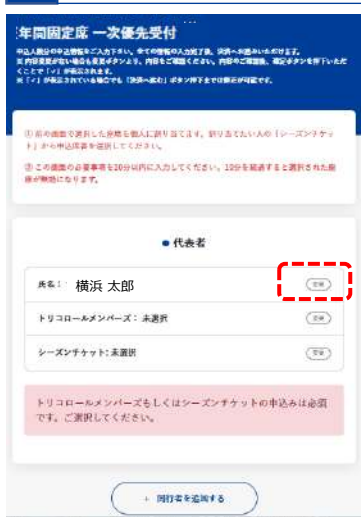 年間固定席 一次優先受付
申込人数分の申込情報をご入力下さい。全ての情報の入力完了後、決済へお進みいただけます。
※内容変更がない場合も変更ボタンより、内容をご確認ください。内容のご確認後、確定ボタンを押下いただ
くことで「✓」が表示されます。
※「✓」が表示されている場合でも「決済へ進む」ボタン押下までは修正が可能です。
① 前の画面で選択した座席を個人に割り当てます。割り当てたい人の「シーズンチケッ
ト」から申込席種を選択してください。
② この画面の必要事項を20分以内に入力してください。20分を経過すると選択された座
席が無効になります。
● 代表者
氏名： 横浜 太郎
変更
トリコロールメンバーズ： 未選択
変更
シーズンチケット：未選択
変更
トリコロールメンバーズもしくはシーズンチケットの申込みは必須
です。ご選択してください。
＋ 同行者を追加する